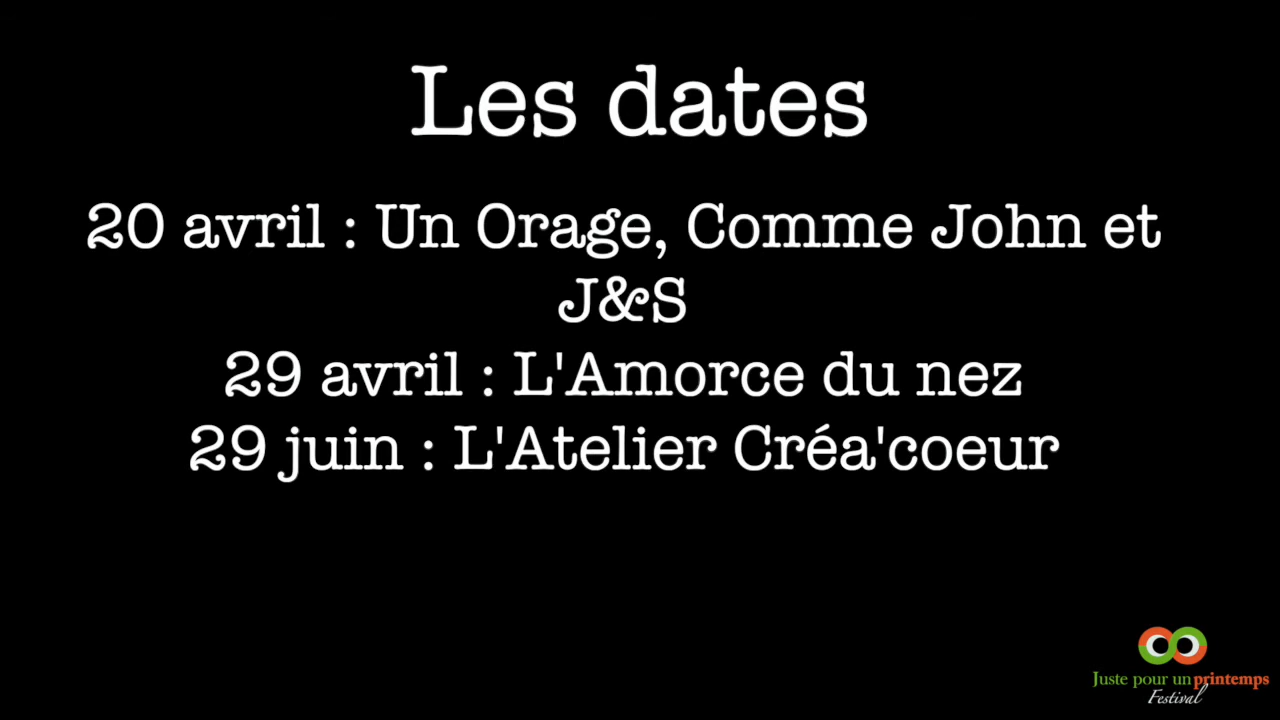 Les dates
20 avril : Un Orage, Comme John et
J&S
29 avril : L'Amorce du nez
29 juin : L'Atelier Créa'coeur
Juste pour un printemps
Festival